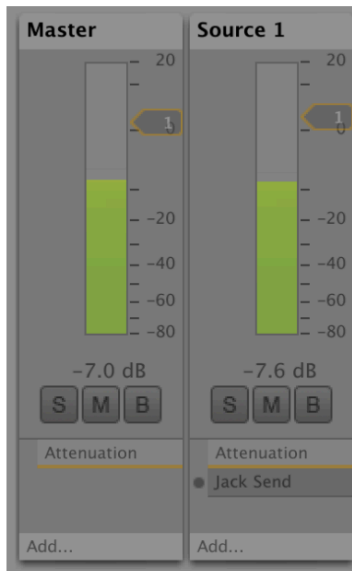 Master
20
1
0
-20
-40
-60
-80
-7.0 dB
S M B
Attenuation
Add...
Source 1
20
1
0
-20
-40
-60
-80
-7.6 dB
S M B
Attenuation
Jack Send
Add...